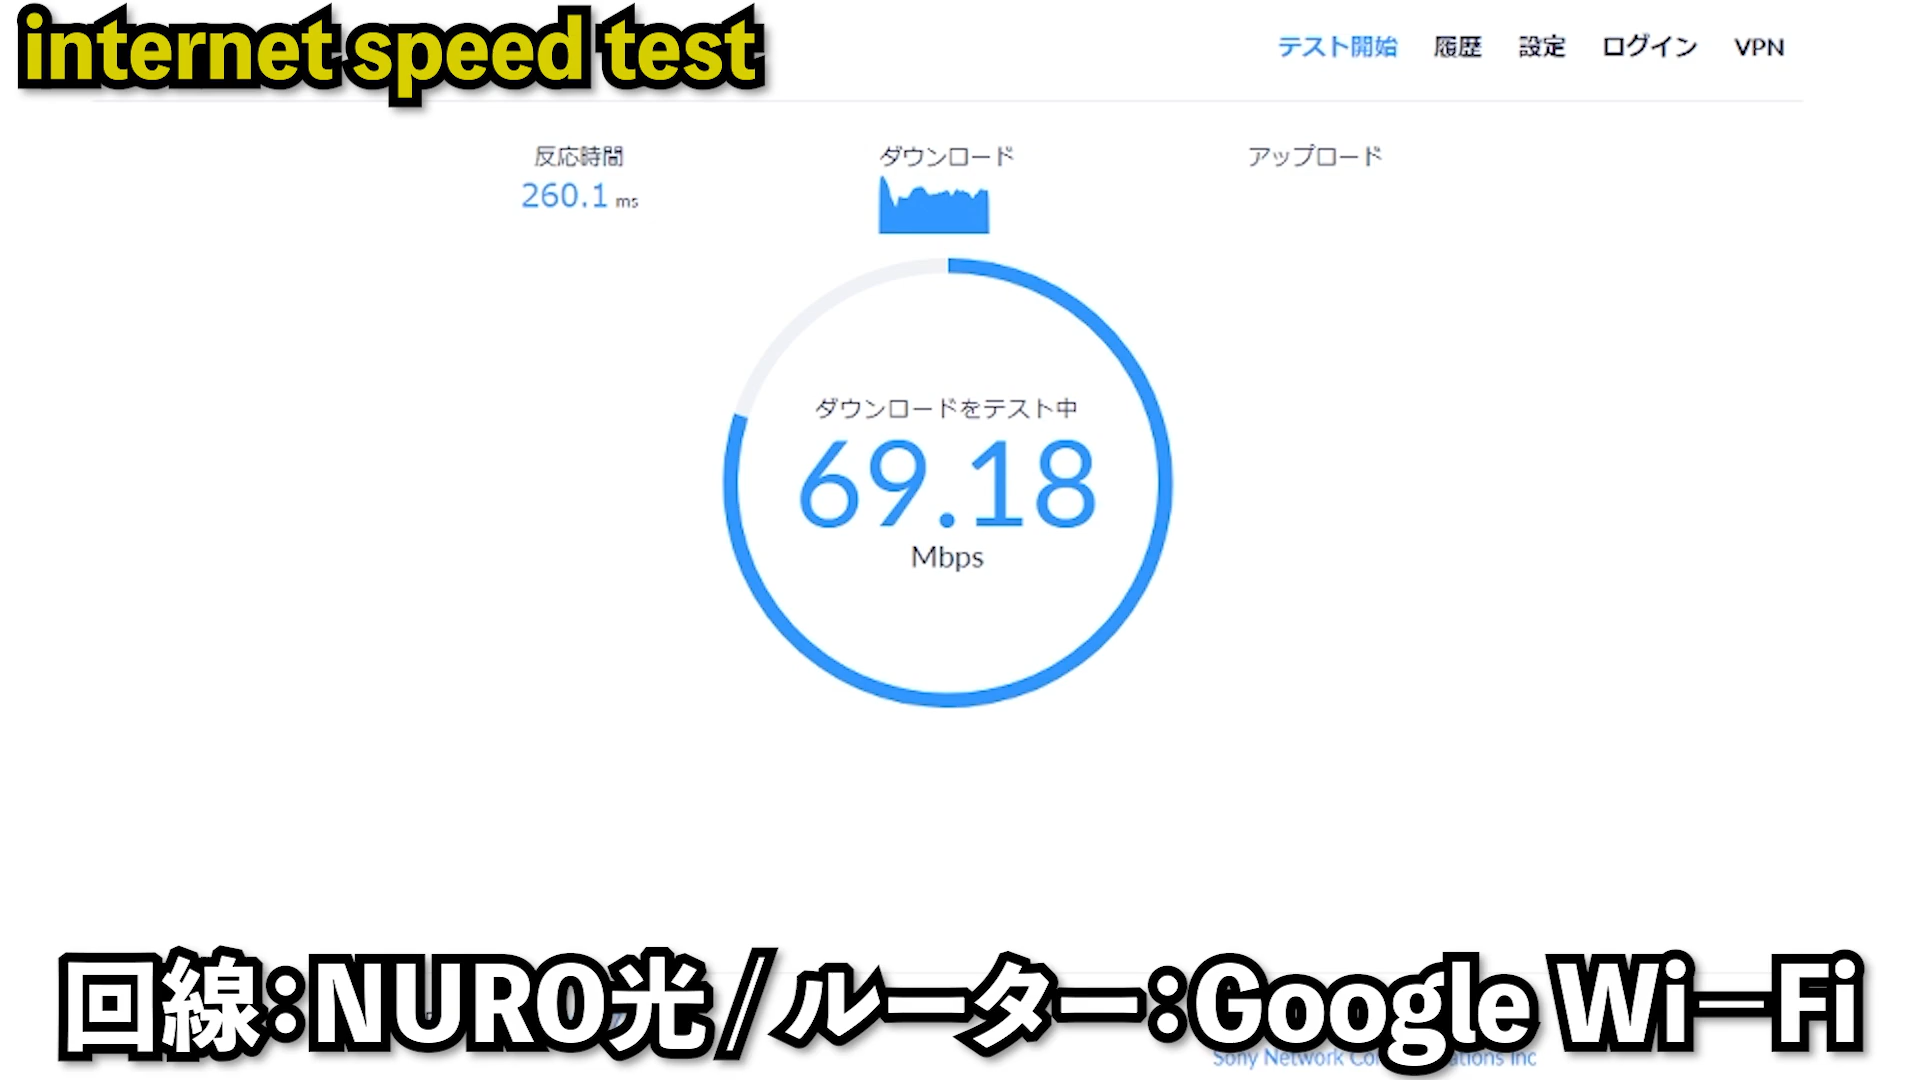 internet speed test
テスト開始 履歴 設定 ログイン VPN
反応時間 ダウンロード アップロード
260.1 ms
ダウンロードをテスト中
69.18
Mbps
回線：NURO光/ルーター：Google Wi-Fi
Sony Network Inc